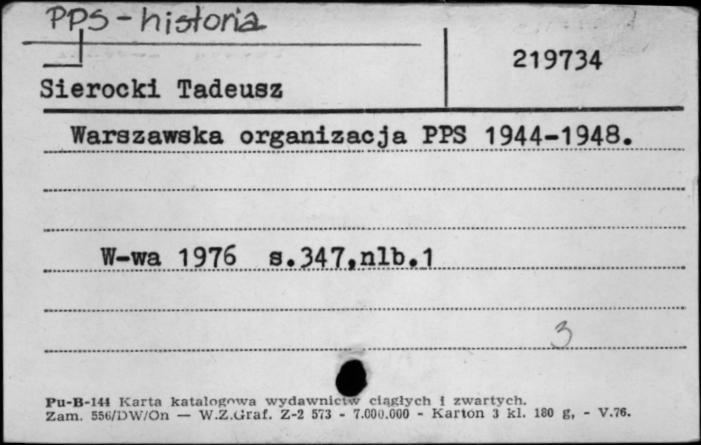 PPS - historia
219734
Sierocki Tadeusz
Warszawska organizacja PPS 1944-1948.
W-wa 1976 s.347,nlb.1
3
Pu-B-144 Karta katalogowa wydawnictw ciągłych i zwartych.
Zam. 556/DW/On — W.Z.Graf. Z-2 573 - 7.000.000 - Karton 3 kl. 180 g, - V.76.